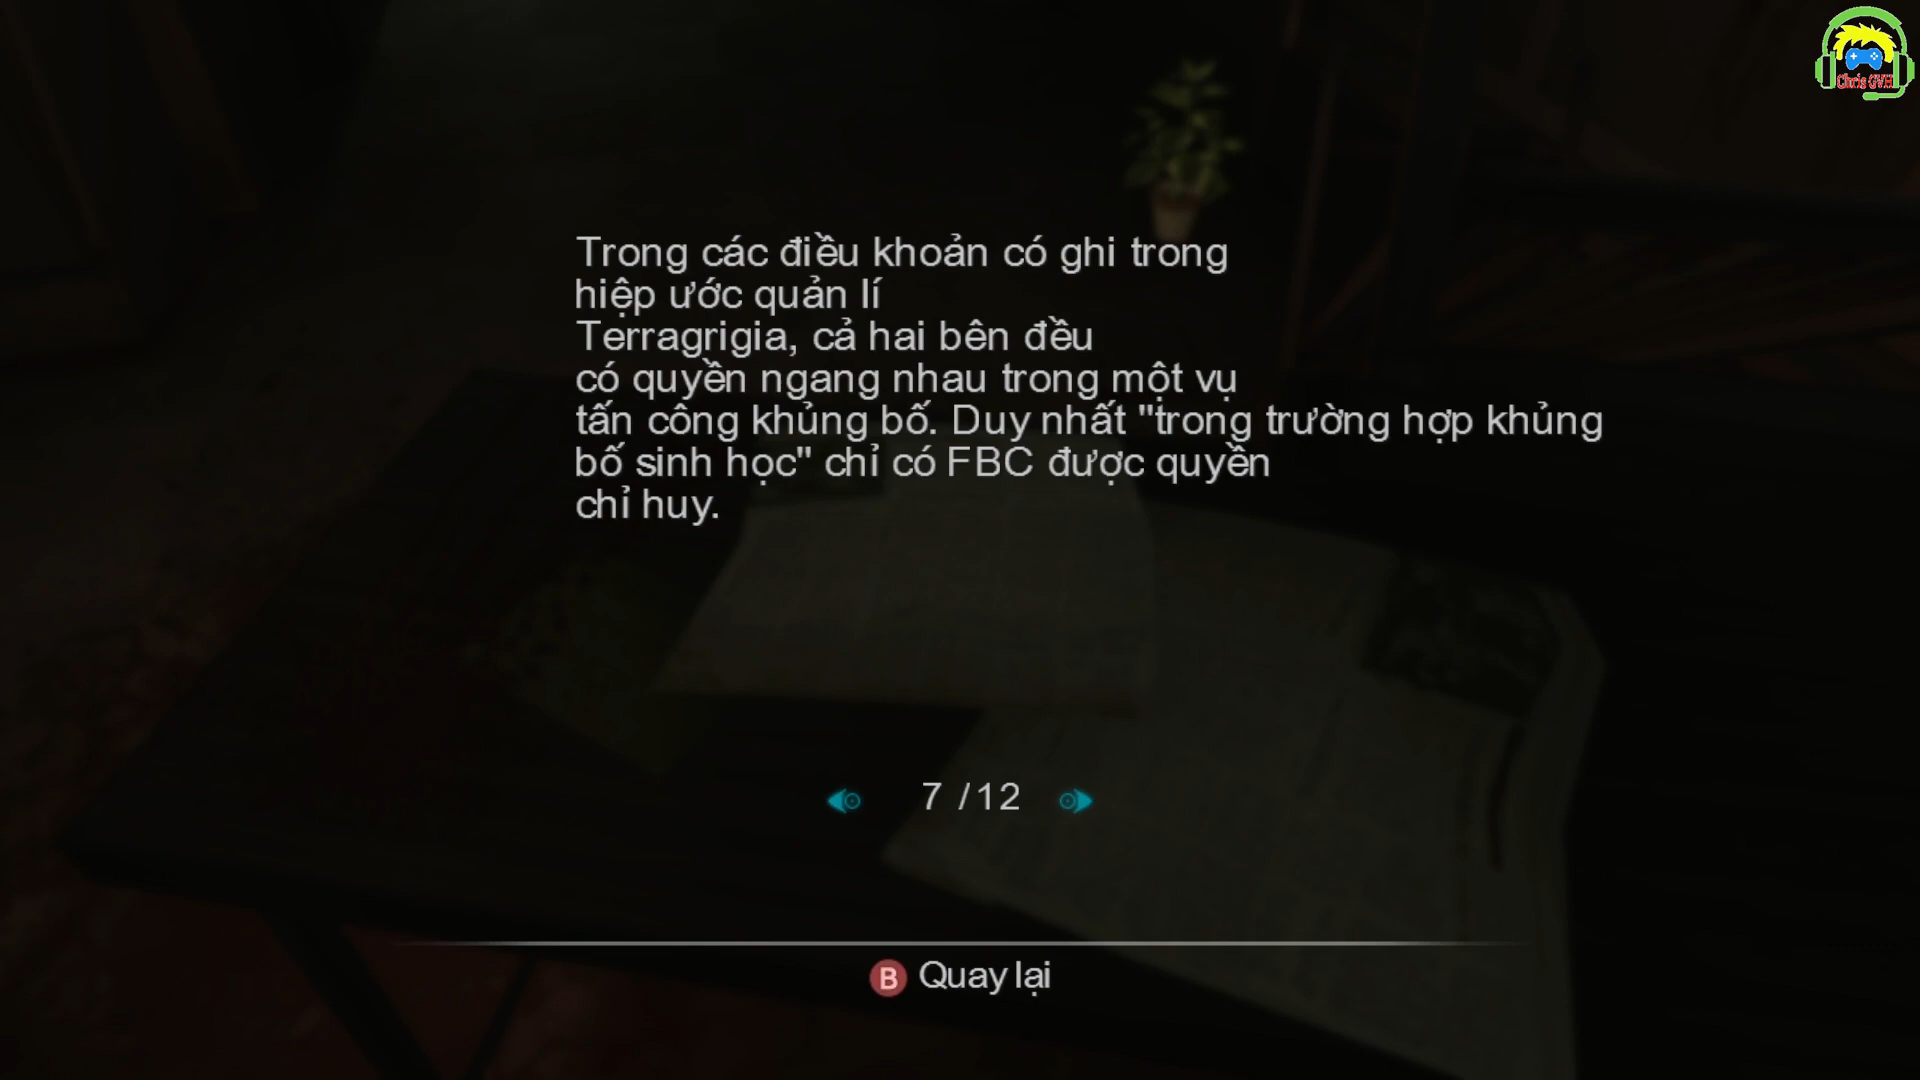 Chris GVH
Trong các điều khoản có ghi trong
hiệp ước quản lí
Terragrigia, cả hai bên đều
có quyền ngang nhau trong một vụ
tấn công khủng bố. Duy nhất "trong trường hợp khủng
bố sinh học" chỉ có FBC được quyền
chỉ huy.
7 /12
B Quay lại